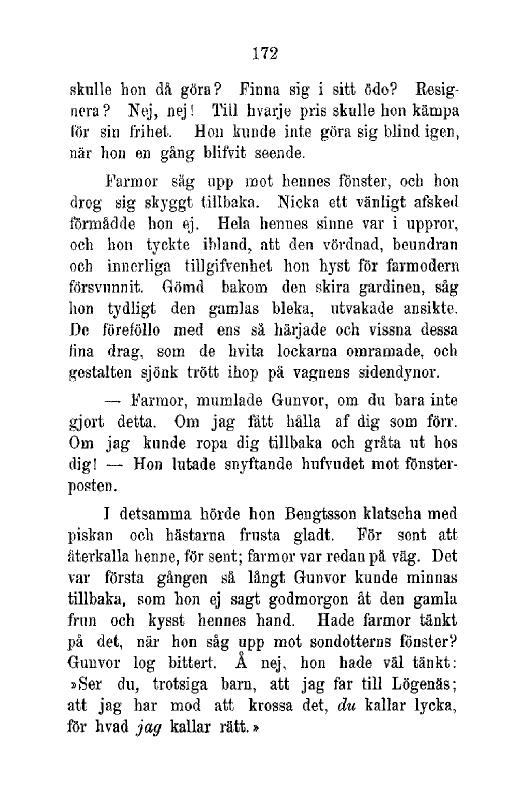 172
skulle hon då göra? Finna sig i sitt öde? Resig-
nera? Nej, nej! Till hvarje pris skulle hon kämpa
för sin frihet. Hon kunde inte göra sig blind igen,
när hon en gång blifvit seende.
Farmor såg upp mot hennes fönster, och hon
drog sig skyggt tillbaka. Nicka ett vänligt afsked
förmådde hon ej. Hela hennes sinne var i uppror,
och hon tyckte ibland, att den vördnad, beundran
och innerliga tillgifvenhet hon hyst för farmodern
försvunnit. Gömd bakom den skira gardinen, såg
hon tydligt den gamlas bleka, utvakade ansikte.
De föreföllo med ens så härjade och vissna dessa
fina drag, som de hvita lockarna omramade, och
gestalten sjönk trött ihop på vagnens sidendynor.
— Farmor, mumlade Gunvor, om du bara inte
gjort detta. Om jag fått hålla af dig som förr.
Om jag kunde ropa dig tillbaka och gråta ut hos
dig! — Hon lutade snyftande hufvudet mot fönster-
posten.
I detsamma hörde hon Bengtsson klatscha med
piskan och hästarna frusta gladt. För sent att
återkalla henne, för sent; farmor var redan på väg. Det
var första gången så långt Gunvor kunde minnas
tillbaka, som hon ej sagt godmorgon åt den gamla
frun och kysst hennes hand. Hade farmor tänkt
på det, när hon såg upp mot sondotterns fönster?
Gunvor log bittert. Å nej, hon hade väl tänkt:
»Ser du, trotsiga barn, att jag far till Lögenäs;
att jag har mod att krossa det, du kallar lycka,
för hvad jag kallar rätt.»